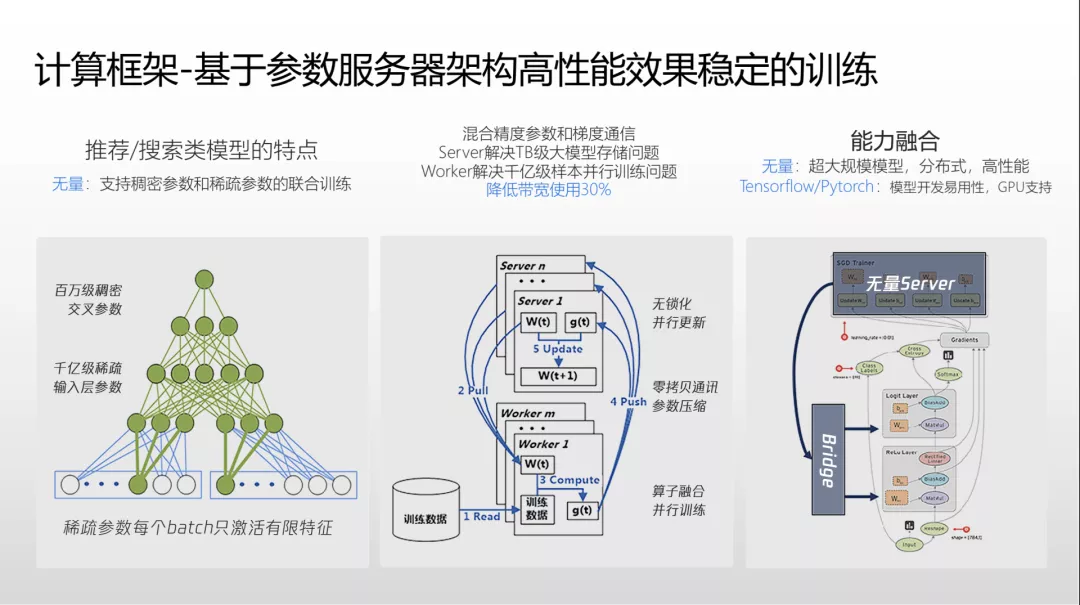 计算框架-基于参数服务器架构高性能效果稳定的训练
推荐/搜索类模型的特点
无量：支持稠密参数和稀疏参数的联合训练
百万级稠密
交叉参数
千亿级稀疏
输入层参数
稀疏参数每个batch只激活有限特征
混合精度参数和梯度通信
Server解决TB级大模型存储问题
Worker解决千亿级样本并行训练问题
降低带宽使用30%
Server n
Server 1
W(t)
g(t)
5 Update
W(t+1)
2 Pull
4 Push
Worker m
Worker 1
W(t)
3 Compute
训练
数据
g(t)
训练数据
1 Read
无锁化
并行更新
零拷贝通讯
参数压缩
算子融合
并行训练
能力融合
无量：超大规模模型，分布式，高性能
Tensorflow/Pytorch：模型开发易用性，GPU支持
SGD Trainer
无量Server
learning_rate = [0.01]
Gradients
Cross
Entropy
Class
Labels
Softmax
Logit Layer
BiasAdd
MatMul
ReLu Layer
Rectified
Linear
BiasAdd
MatMul
Bridge
Reshape
shape = [784,1]
Input